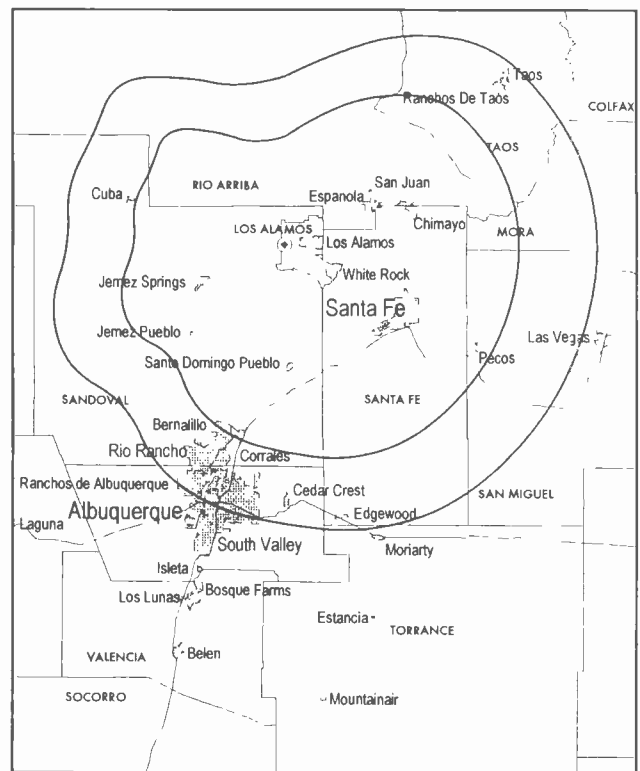 Taos
Ranchos De Taos
COLFAX
TAOS
RIO ARRIBA
San Juan
Cuba
Espanola
Chimayo
LOS ALAMOS
MORA
Los Alamos
White Rock
Jemez Springs
Santa Fe
Jemez Pueblo
Las Vegas
Pecos
Santo Domingo Pueblo
SANDOVAL
SANTA FE
Bernalillo
Rio Rancho
Corrales
Ranchos de Albuquerque
Cedar Crest
SAN MIGUEL
Albuquerque
Edgewood
Laguna
South Valley
Moriarty
Isleta
Los Lunas
Bosque Farms
Estancia
TORRANCE
VALENCIA
Belen
SOCORRO
Mountainair